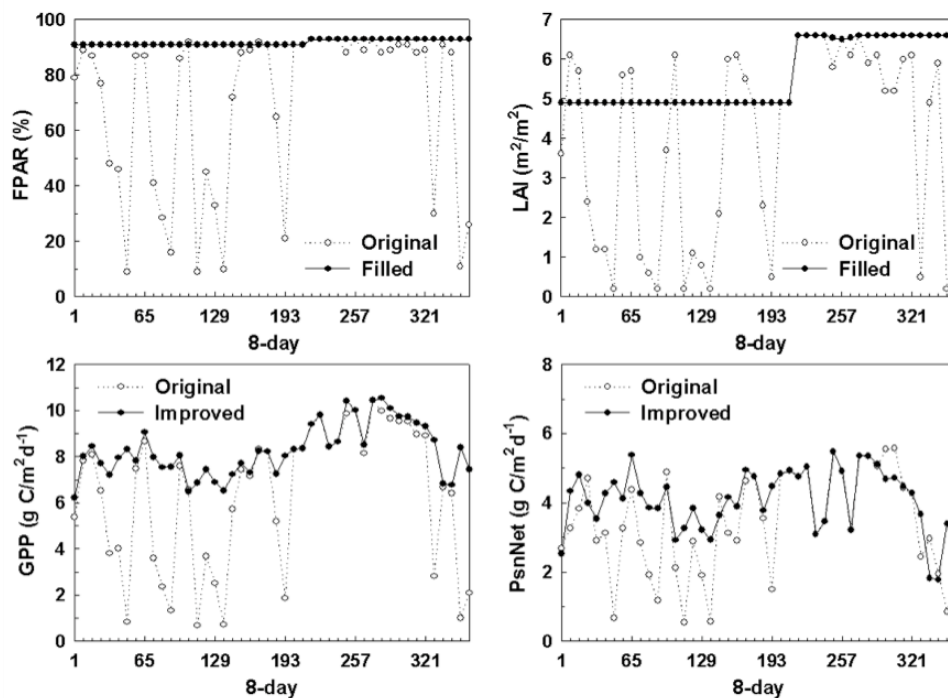 100
80
60
40
20
0
FPAR (%)
Original
Filled
1 65 129 193 257 321
8-day
7
6
5
4
3
2
1
0
LAI (m²/m²)
Original
Filled
1 65 129 193 257 321
8-day
12
10
8
6
4
2
0
GPP (g C/m² d⁻¹)
Original
Improved
1 65 129 193 257 321
8-day
8
6
4
2
0
PsnNet (g C/m² d⁻¹)
Original
Improved
1 65 129 193 257 321
8-day